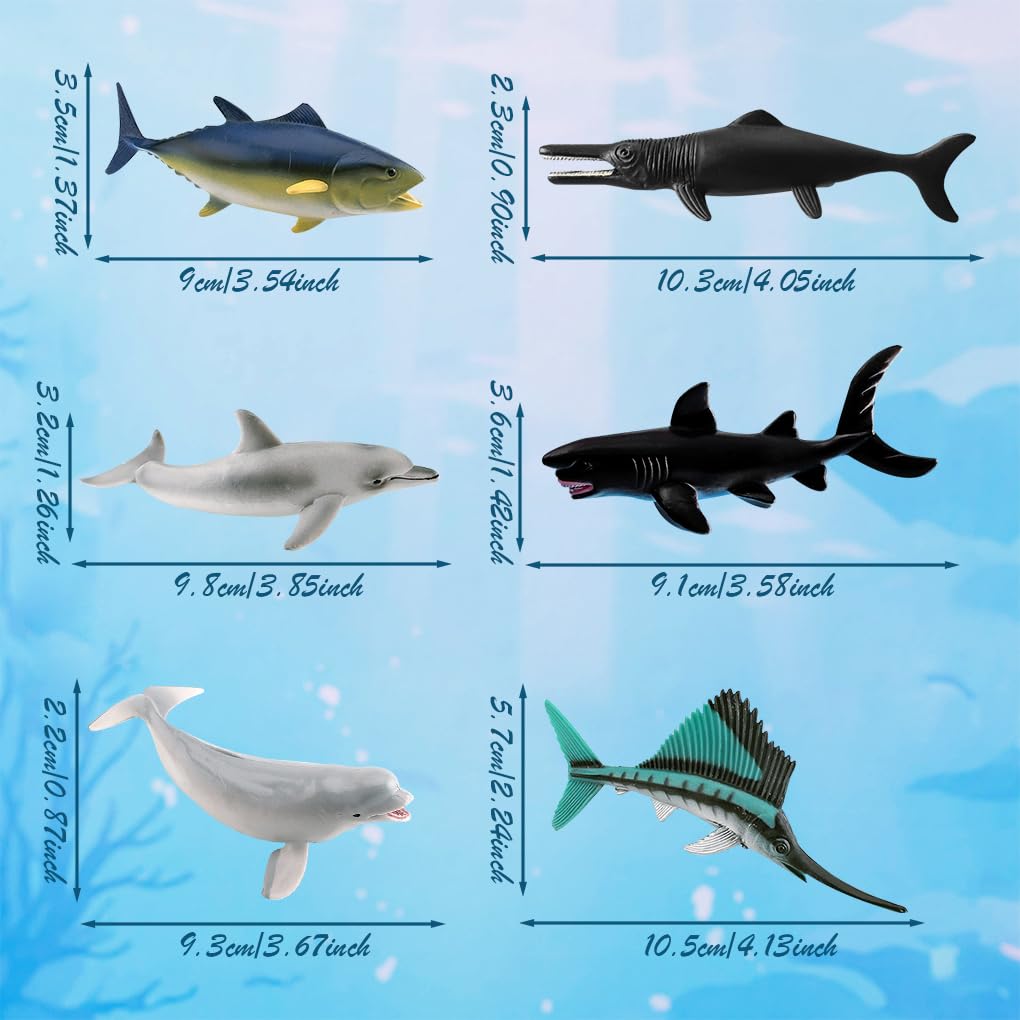 3.5cm/1.37inch
9cm/3.54inch
2.3cm/0.90inch
10.3cm/4.05inch
3.2cm/1.26inch
9.8cm/3.85inch
3.6cm/1.42inch
9.1cm/3.58inch
2.2cm/0.87inch
9.3cm/3.67inch
5.7cm/2.24inch
10.5cm/4.13inch